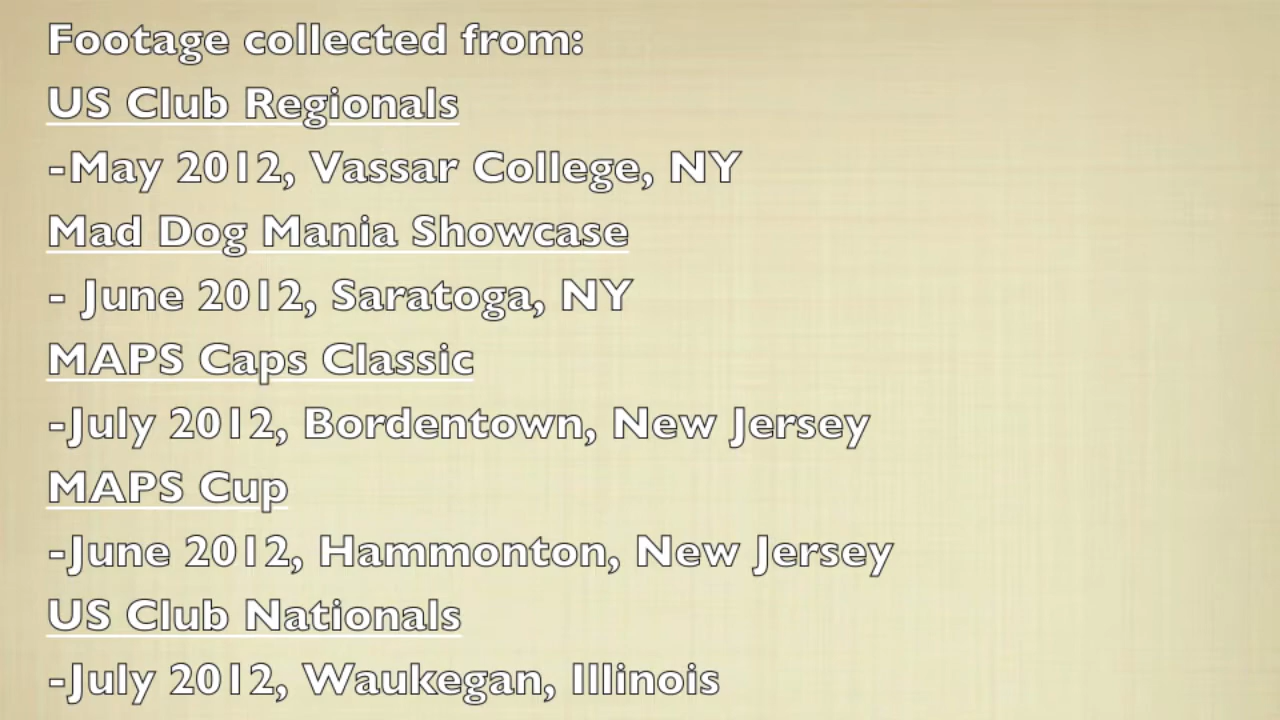 Footage collected from:
US Club Regionals
-May 2012, Vassar College, NY
Mad Dog Mania Showcase
- June 2012, Saratoga, NY
MAPS Caps Classic
-July 2012, Bordentown, New Jersey
MAPS Cup
-June 2012, Hammonton, New Jersey
US Club Nationals
-July 2012, Waukegan, Illinois